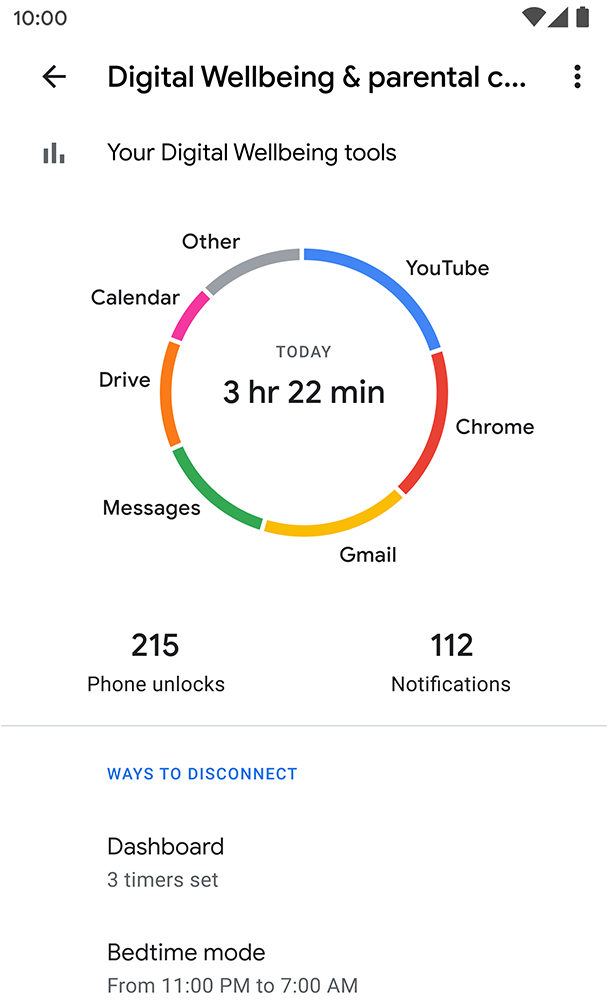 10:00
Digital Wellbeing & parental c...
Your Digital Wellbeing tools
Other
YouTube
Calendar
TODAY
Drive
3 hr 22 min
Chrome
Messages
Gmail
215
Phone unlocks
112
Notifications
WAYS TO DISCONNECT
Dashboard
3 timers set
Bedtime mode
From 11:00 PM to 7:00 AM